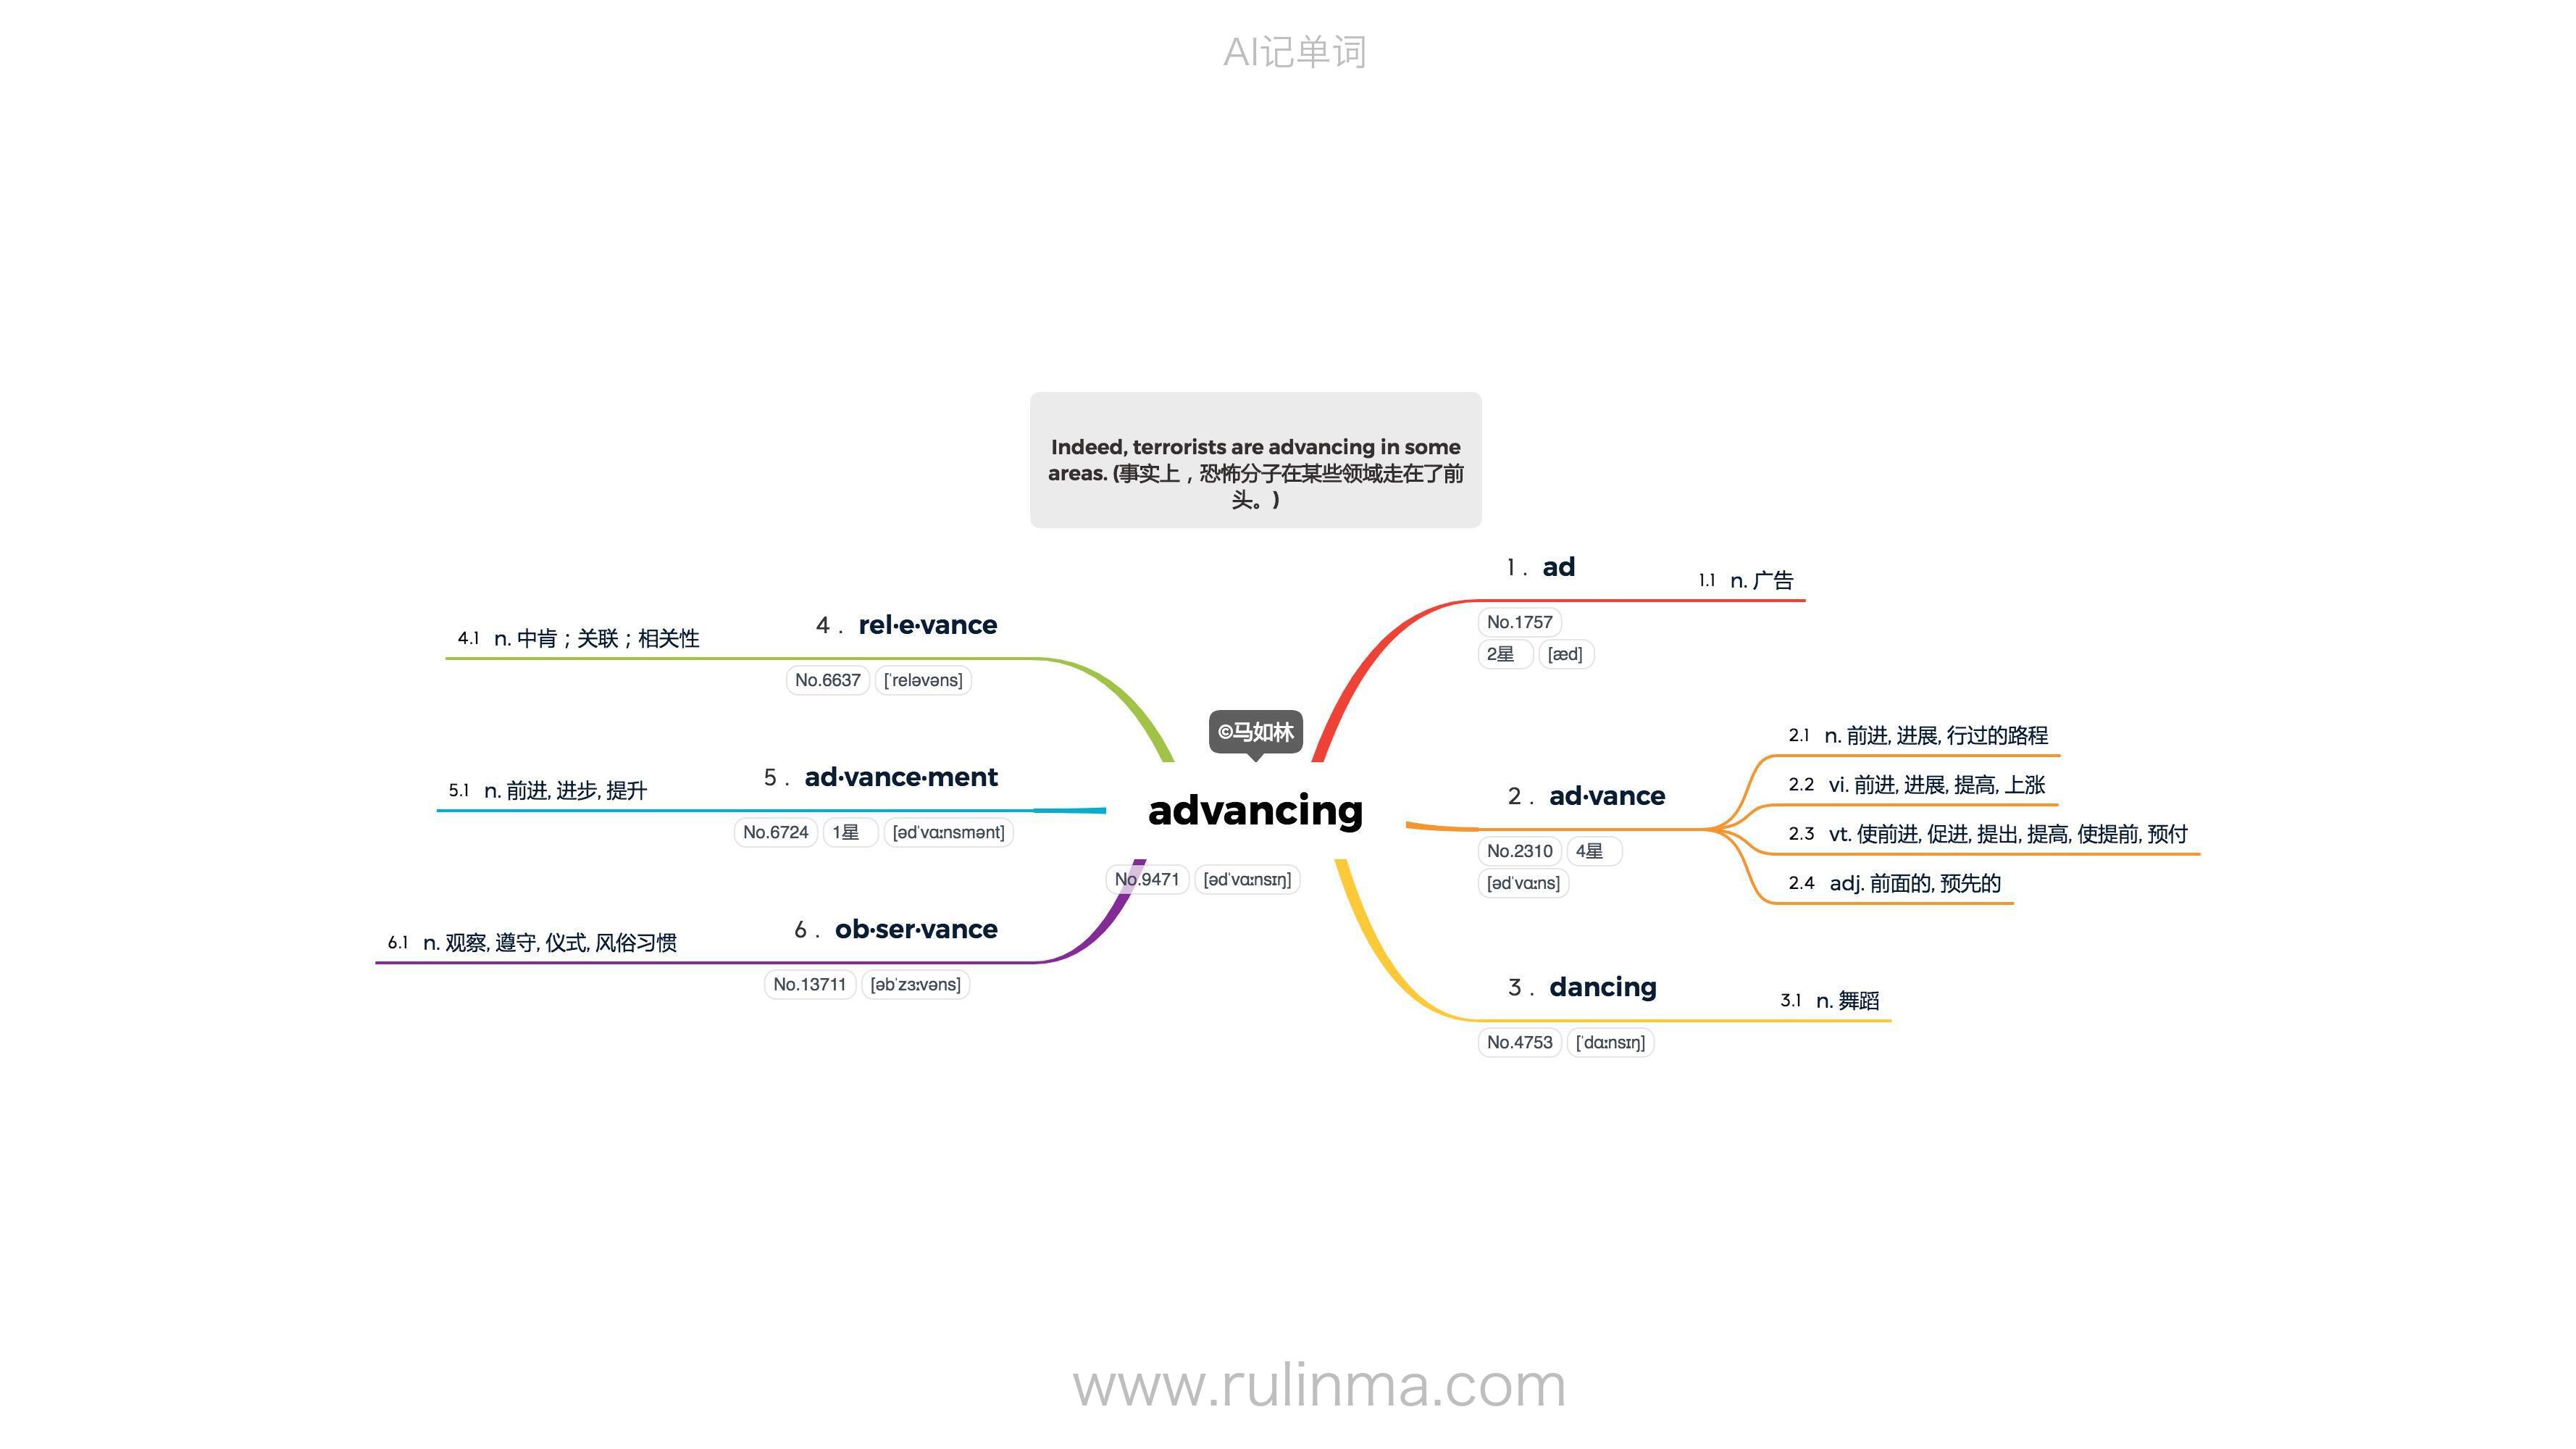 AI记单词
Indeed, terrorists are advancing in some
areas. (事实上，恐怖分子在某些领域走在了前
头。)
©马如林
advancing
No.9471 [ədˈvɑːnsɪŋ]
1. ad
No.1757
2星 [æd]
1.1 n. 广告
2. ad·vance
No.2310 4星
[ədˈvɑːns]
2.1 n. 前进, 进展, 行过的路程
2.2 vi. 前进, 进展, 提高, 上涨
2.3 vt. 使前进, 促进, 提出, 提高, 使提前, 预付
2.4 adj. 前面的, 预先的
3. dancing
No.4753 [ˈdɑːnsɪŋ]
3.1 n. 舞蹈
4. rel·e·vance
No.6637 [ˈreləvəns]
4.1 n. 中肯；关联；相关性
5. ad·vance·ment
No.6724 1星 [ədˈvɑːnsmənt]
5.1 n. 前进, 进步, 提升
6. ob·ser·vance
No.13711 [əbˈzɜːvəns]
6.1 n. 观察, 遵守, 仪式, 风俗习惯
www.rulinma.com